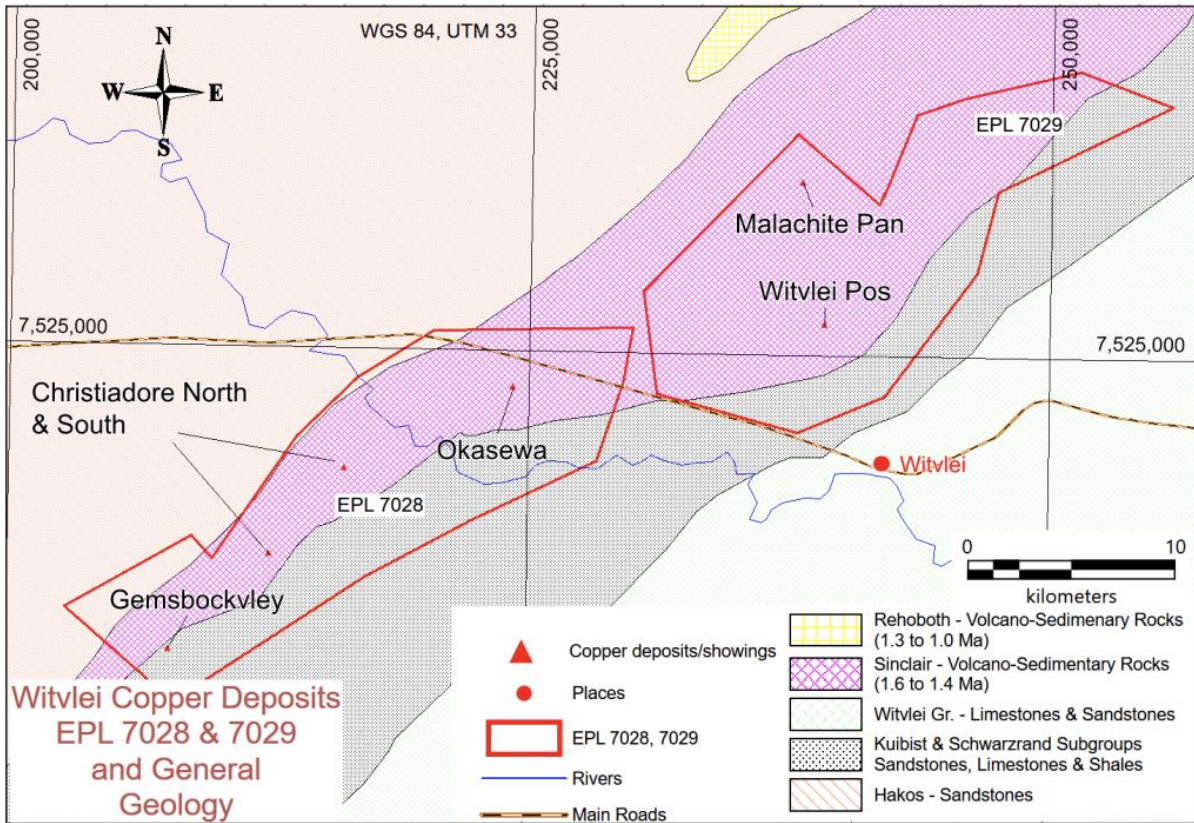 WGS 84, UTM 33
200,000
225,000
250,000
N
W
E
S
EPL 7029
Malachite Pan
Witvlei Pos
7,525,000
7,525,000
Christiadore North
& South
Okasewa
Witvlei
EPL 7028
Gemsbockvley
0
10
kilometers
Witvlei Copper Deposits
EPL 7028 & 7029
and General
Geology
Copper deposits/showings
Places
EPL 7028, 7029
Rivers
Main Roads
Rehoboth - Volcano-Sedimenary Rocks
(1.3 to 1.0 Ma)
Sinclair - Volcano-Sedimentary Rocks
(1.6 to 1.4 Ma)
Witvlei Gr. - Limestones & Sandstones
Kuibist & Schwarzrand Subgroups
Sandstones, Limestones & Shales
Hakos - Sandstones